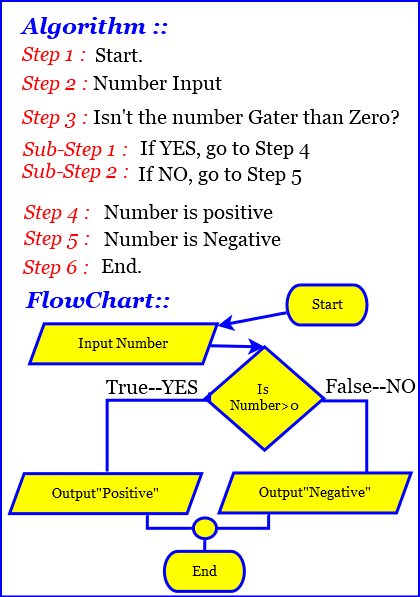 Algorithm ::
Step 1 : Start.
Step 2 : Number Input
Step 3 : Isn't the number Gater than Zero?
Sub-Step 1 : If YES, go to Step 4
Sub-Step 2 : If NO, go to Step 5
Step 4 : Number is positive
Step 5 : Number is Negative
Step 6 : End.
FlowChart::
Start
Input Number
Is
Number>0
True--YES
False--NO
Output"Positive"
Output"Negative"
End